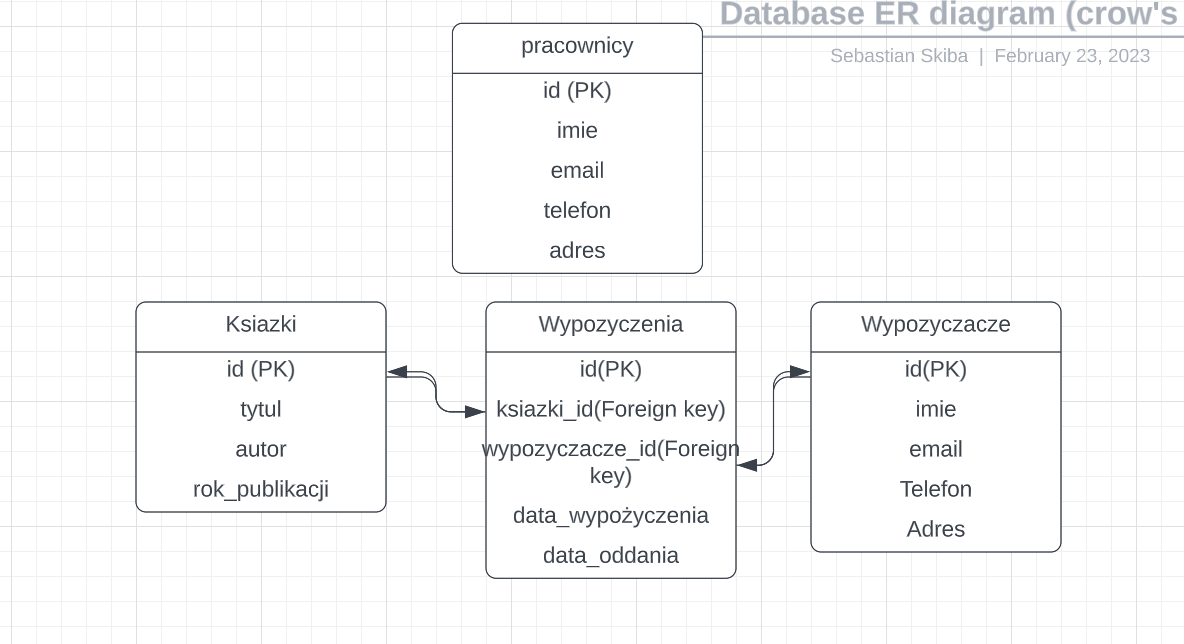 Database ER diagram (crow's
Sebastian Skiba | February 23, 2023
pracownicy
id (PK)
imie
email
telefon
adres
Ksiazki
id (PK)
tytul
autor
rok_publikacji
Wypozyczenia
id(PK)
ksiazki_id(Foreign key)
wypozyczacze_id(Foreign
key)
data_wypożyczenia
data_oddania
Wypozyczacze
id(PK)
imie
email
Telefon
Adres